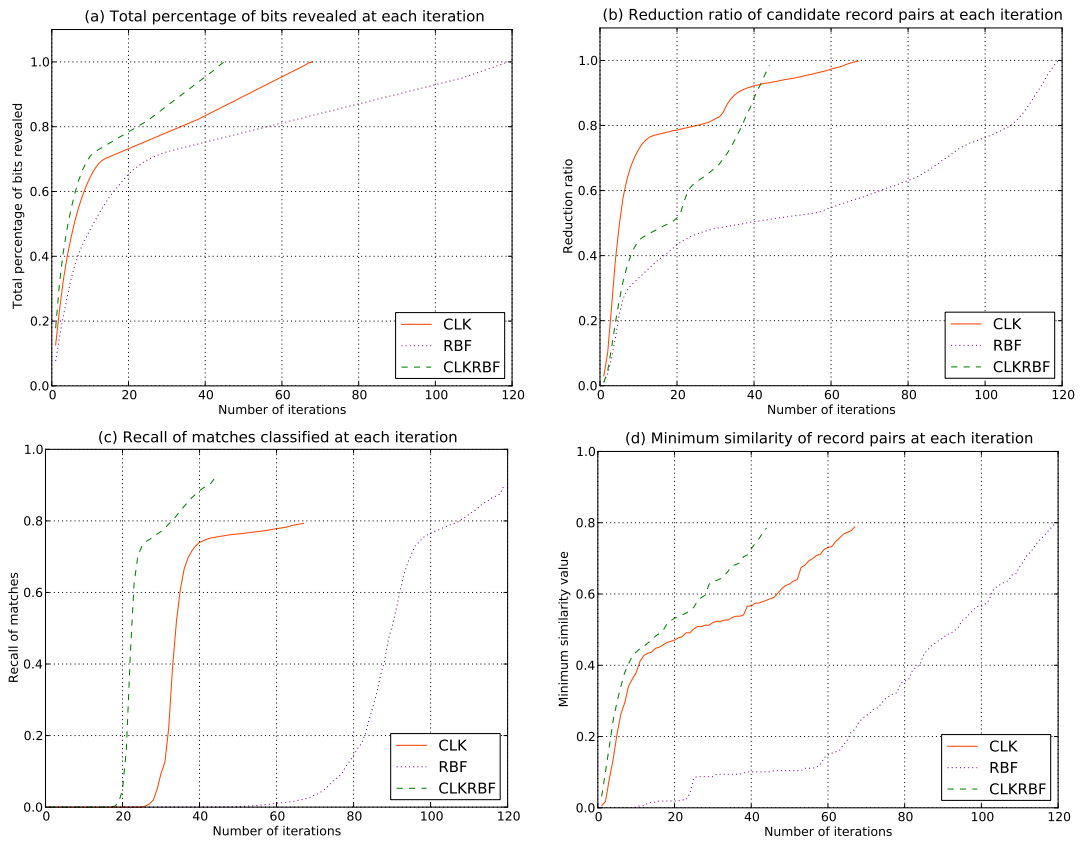 (a) Total percentage of bits revealed at each iteration
Total percentage of bits revealed
1.0
0.8
0.6
0.4
0.2
0.0
0 20 40 60 80 100 120
Number of iterations
CLK
RBF
CLKRBF
(b) Reduction ratio of candidate record pairs at each iteration
Reduction ratio
1.0
0.8
0.6
0.4
0.2
0.0
0 20 40 60 80 100 120
Number of iterations
CLK
RBF
CLKRBF
(c) Recall of matches classified at each iteration
Recall of matches
1.0
0.8
0.6
0.4
0.2
0.0
0 20 40 60 80 100 120
Number of iterations
CLK
RBF
CLKRBF
(d) Minimum similarity of record pairs at each iteration
Minimum similarity value
1.0
0.8
0.6
0.4
0.2
0.0
0 20 40 60 80 100 120
Number of iterations
CLK
RBF
CLKRBF